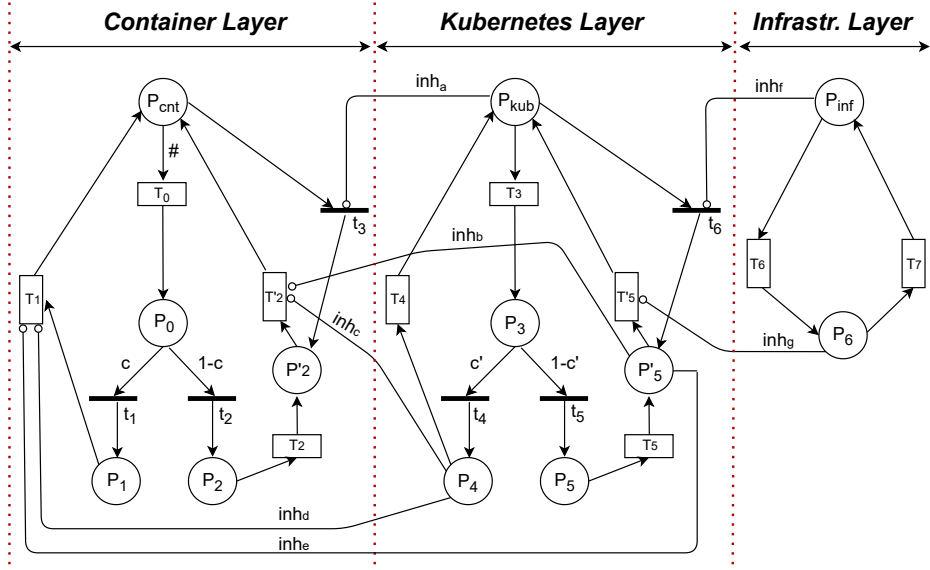 Container Layer
Kubernetes Layer
Infrastr. Layer
inha
inhf
Pcnt
Pkub
Pinf
#
T0
T3
t3
t6
inhb
T1
T'2
T4
T'5
T6
T7
inhc
P0
P3
inhg
P6
c
1-c
P'2
c'
1-c'
P'5
t1
t2
t4
t5
T2
T5
P1
P2
P4
P5
inhd
inhe